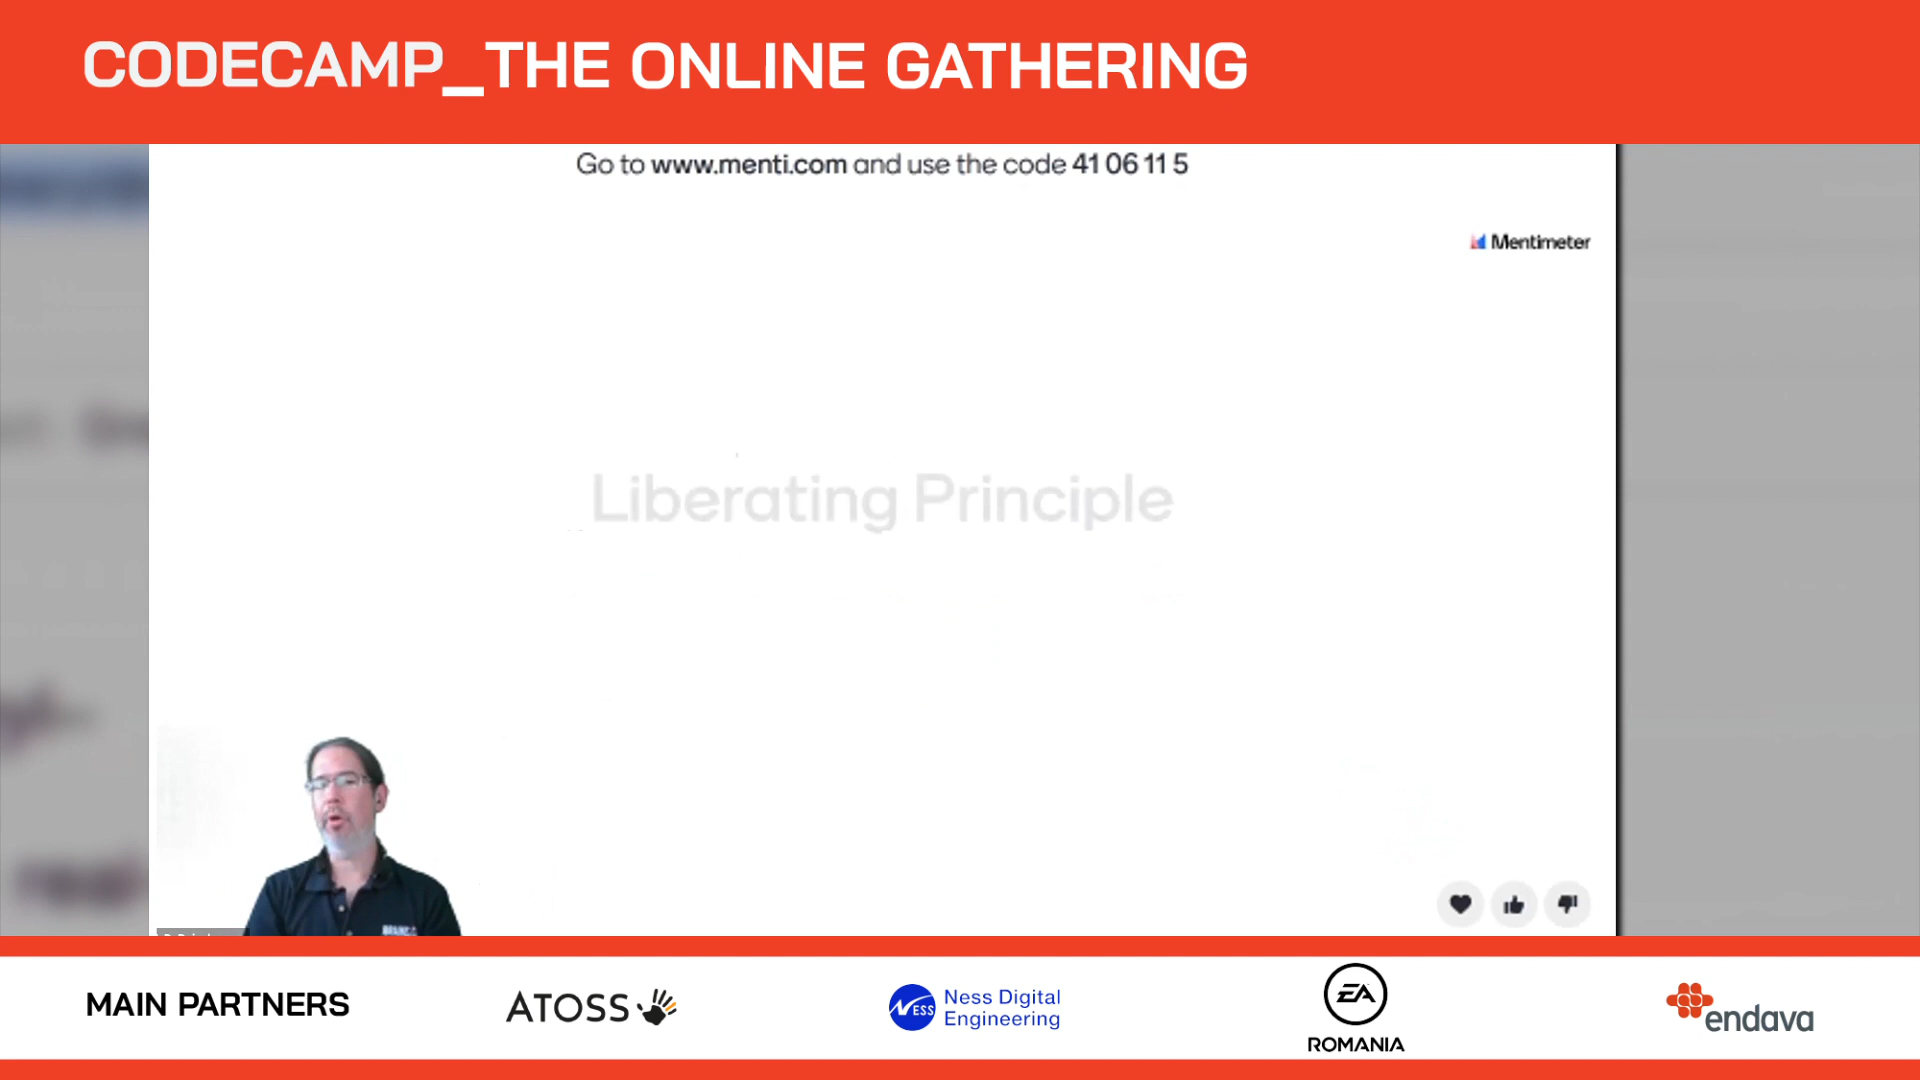 CODECAMP_THE ONLINE GATHERING
Go to www.menti.com and use the code 41 06 11 5
Mentimeter
Liberating Principle
MAIN PARTNERS
ATOSS
NESS
Ness Digital
Engineering
EA
ROMANIA
endava